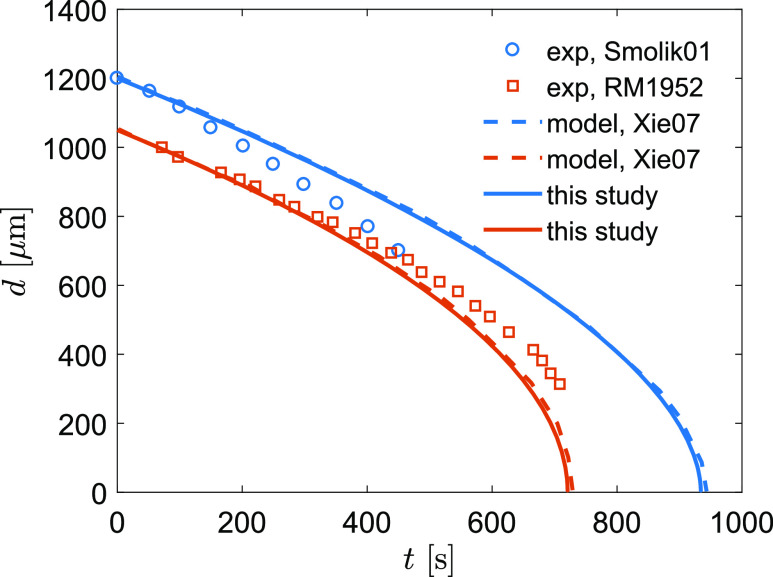 1400
1200
1000
800
600
400
200
0
d [μm]
exp, Smolik01
exp, RM1952
model, Xie07
model, Xie07
this study
this study
0 200 400 600 800 1000
t [s]